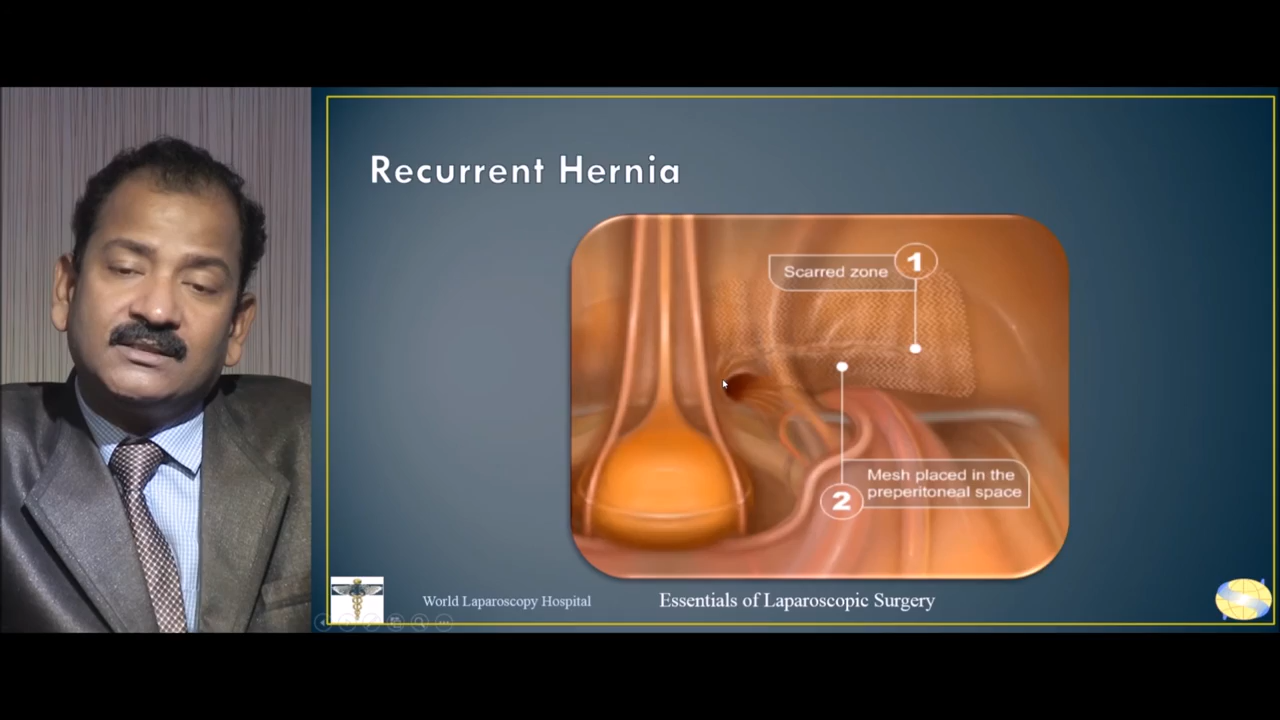 Recurrent Hernia
1
Scarred zone
Mesh placed in the
preperitoneal space
2
World Laparoscopy Hospital
Essentials of Laparoscopic Surgery